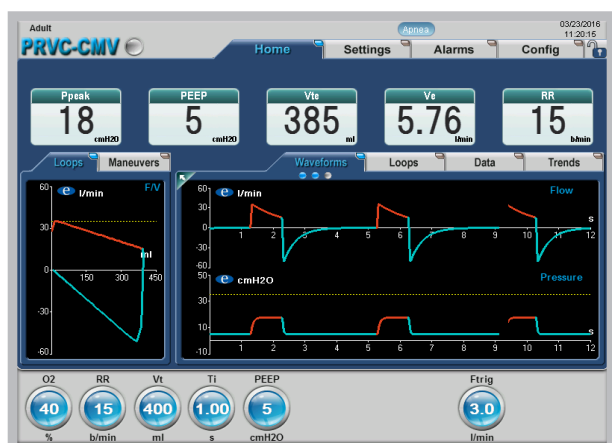 Adult
Apnea
03/23/2016
11:20:15
PRVC-CMV
Home Settings Alarms Config
Ppeak PEEP Vte Ve RR
18 5 385 5.76 15
cmH2O cmH2O ml l/min b/min
Loops Maneuvers Waveforms Loops Data Trends
60 e l/min F/V
30
0
ml
150 300 450
-30
-60
60 e l/min Flow
30
s
0
1 2 3 4 5 6 7 8 9 10 11 12
-30
-60
50 e cmH2O Pressure
30
10
s
-10
1 2 3 4 5 6 7 8 9 10 11 12
O2 RR Vt Ti PEEP Ftrig
40 15 400 1.00 5 3.0
% b/min ml s cmH2O l/min